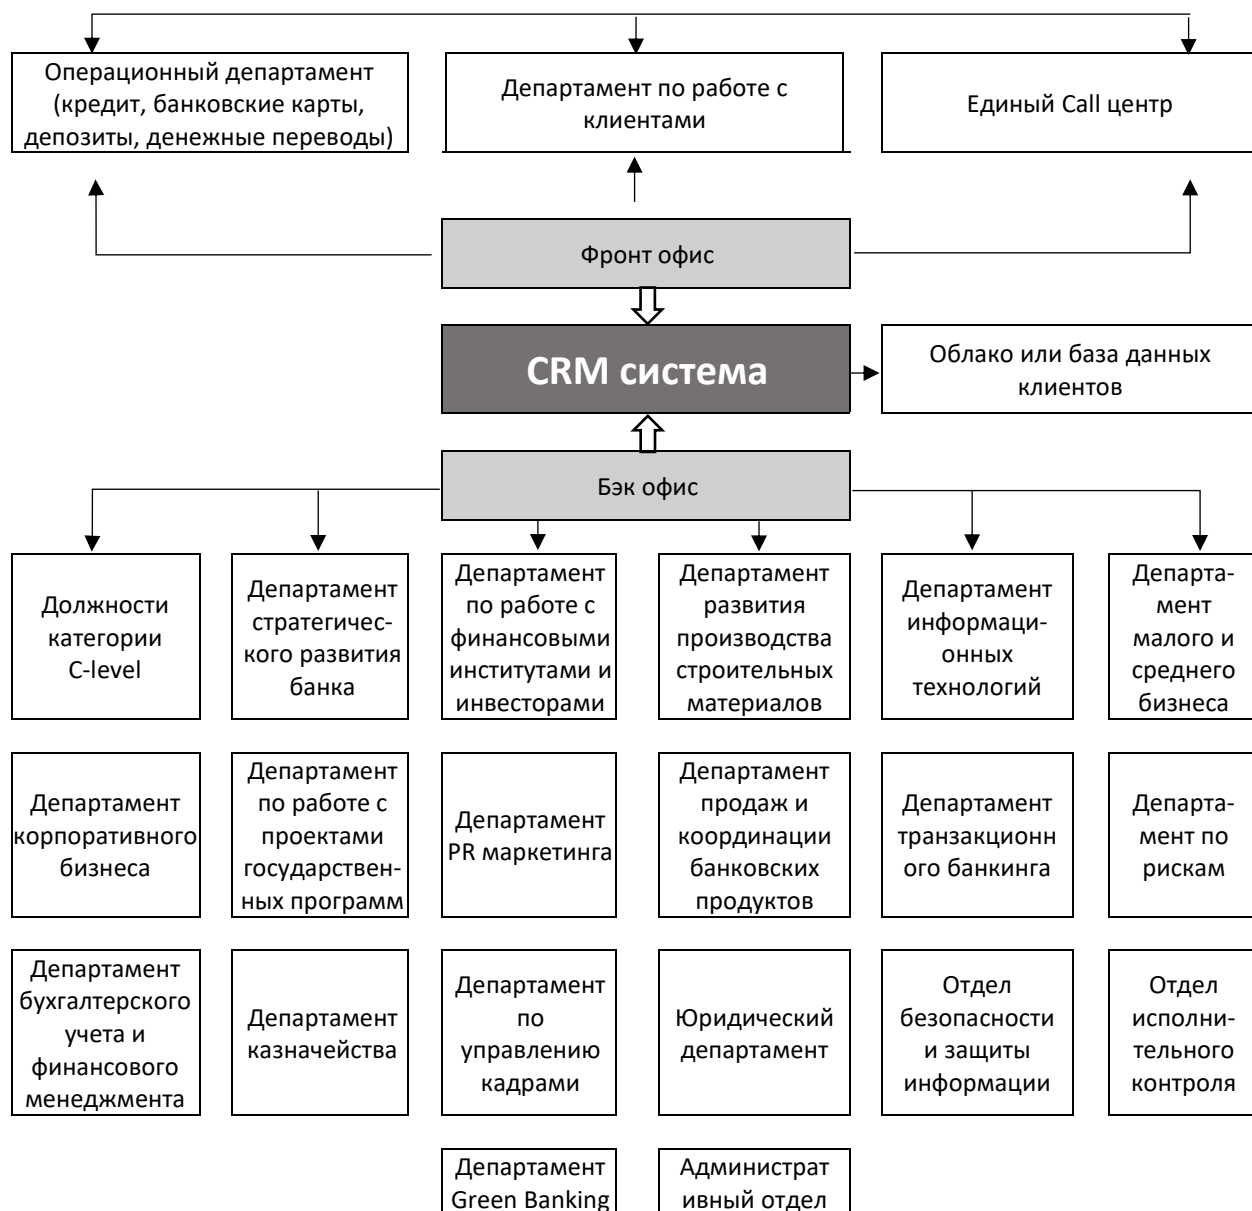 Операционный департамент
(кредит, банковские карты,
депозиты, денежные переводы)
Департамент по работе с
клиентами
Единый Call центр
Фронт офис
CRM система
Облако или база данных
клиентов
Бэк офис
Должности
категории
C-level
Департамент
стратегичес-
кого развития
банка
Департамент
по работе с
финансовыми
институтами и
инвесторами
Департамент
развития
производства
строительных
материалов
Департамент
информаци-
онных
технологий
Департа-
мент
малого и
среднего
бизнеса
Департамент
корпоративного
бизнеса
Департамент
по работе с
проектами
государствен-
ных программ
Департамент
PR маркетинга
Департамент
продаж и
координации
банковских
продуктов
Департамент
транзакционн
ого банкинга
Департа-
мент по
рискам
Департамент
бухгалтерского
учета и
финансового
менеджмента
Департамент
казначейства
Департамент
по
управлению
кадрами
Юридический
департамент
Отдел
безопасности
и защиты
информации
Отдел
исполни-
тельного
контроля
Департамент
Green Banking
Администрат
ивный отдел